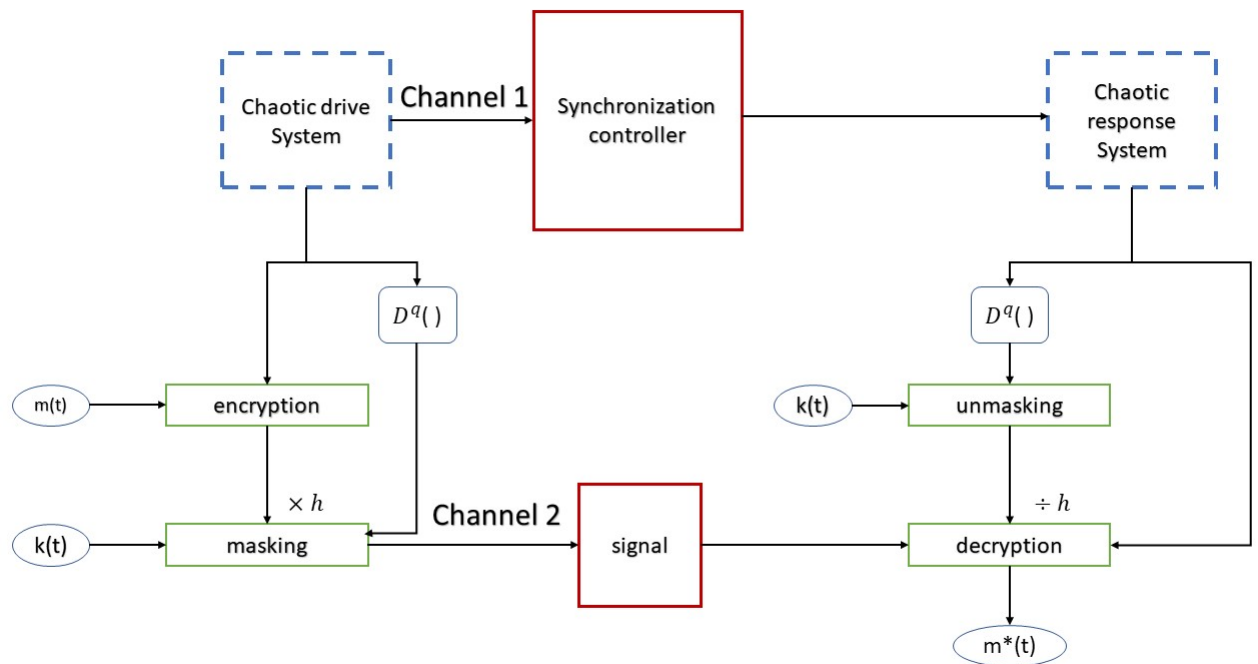 Chaotic drive
System
Channel 1
Synchronization
controller
Chaotic
response
System
D^q( )
D^q( )
m(t)
encryption
k(t)
unmasking
× h
÷ h
k(t)
masking
Channel 2
signal
decryption
m*(t)